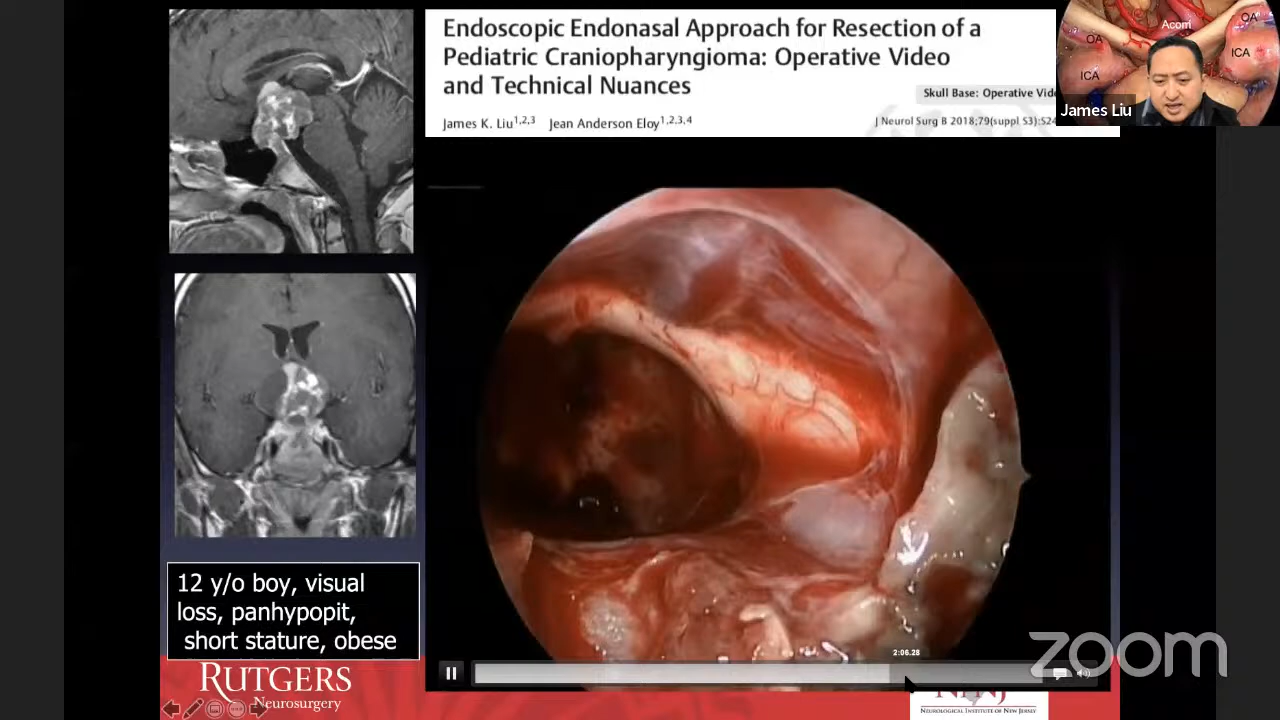 Endoscopic Endonasal Approach for Resection of a
Pediatric Craniopharyngioma: Operative Video
and Technical Nuances
Skull Base: Operative
James K. Liu1,2,3 Jean Anderson Eloy1,2,3,4
J Neurol Surg B 2018;79(suppl S3):S24
Acom
OA
OA
ICA
ICA
James Liu
12 y/o boy, visual
loss, panhypopit,
short stature, obese
RUTGERS
Neurosurgery
2:06.28
zoom
NEUROLOGICAL INSTITUTE OF NEW JERSEY